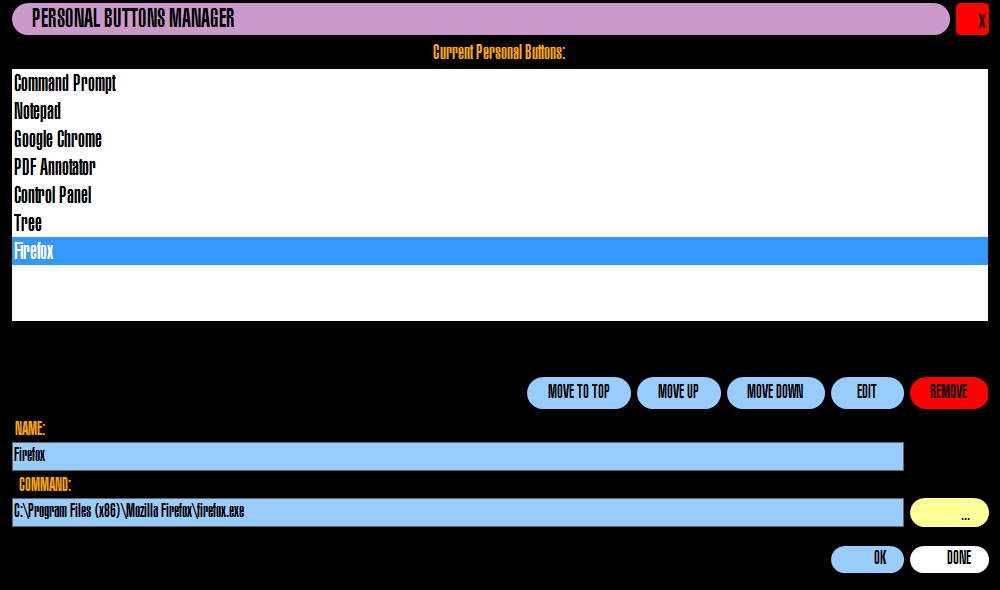 PERSONAL BUTTONS MANAGER X
Current Personal Buttons:
Command Prompt
Notepad
Google Chrome
PDF Annotator
Control Panel
Tree
Firefox
MOVE TO TOP MOVE UP MOVE DOWN EDIT REMOVE
NAME:
Firefox
COMMAND:
C:\Program Files (x86)\Mozilla Firefox\firefox.exe ...
OK DONE